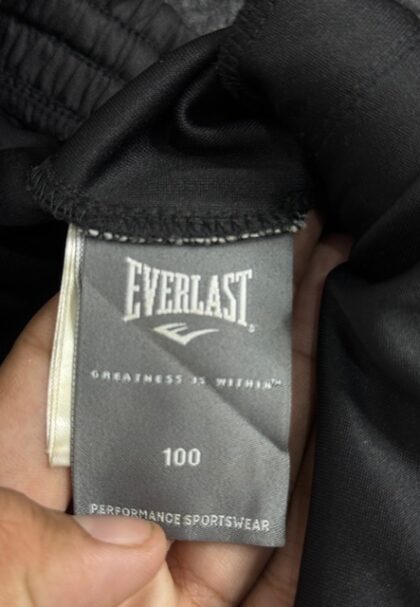 EVERLAST®
GREATNESS IS WITHIN™
100
PERFORMANCE SPORTSWEAR